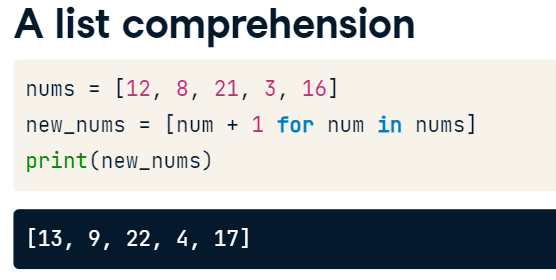 A list comprehension
nums = [12, 8, 21, 3, 16]
new_nums = [num + 1 for num in nums]
print(new_nums)
[13, 9, 22, 4, 17]